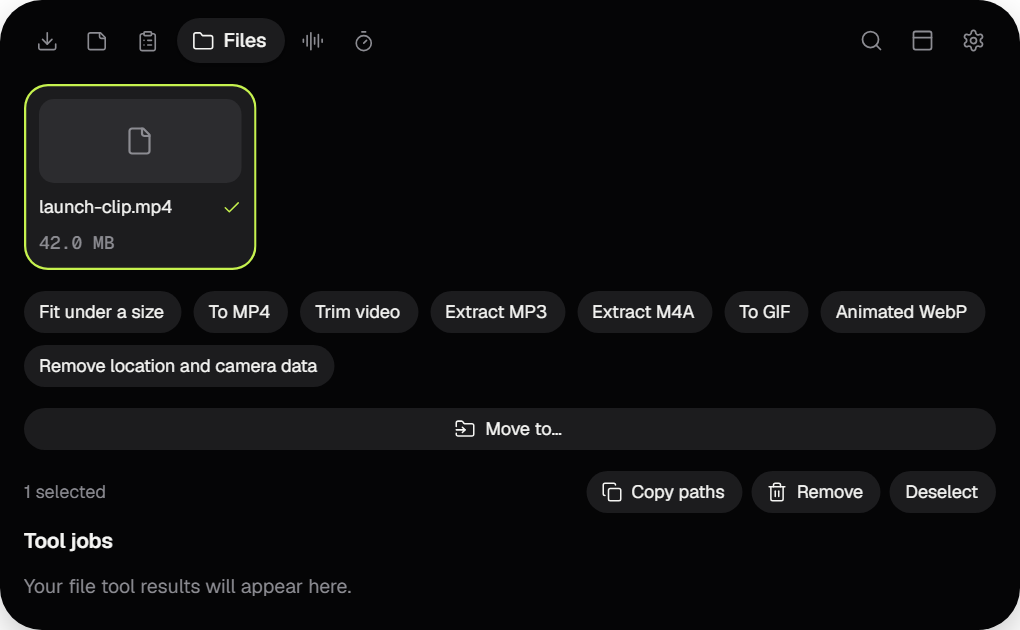 Files
launch-clip.mp4
42.0 MB
Fit under a size To MP4 Trim video Extract MP3 Extract M4A To GIF Animated WebP
Remove location and camera data
Move to...
1 selected Copy paths Remove Deselect
Tool jobs
Your file tool results will appear here.